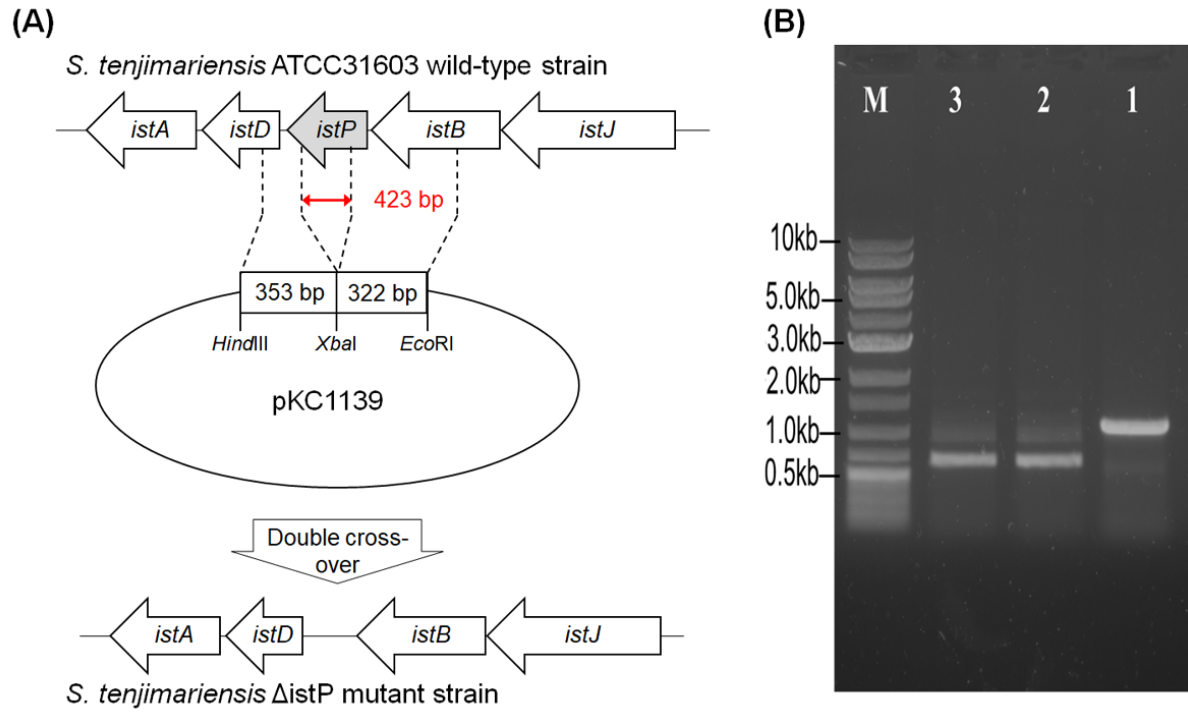 (A)
S. tenjimariensis ATCC31603 wild-type strain
istA istD istP istB istJ
423 bp
353 bp 322 bp
HindIII XbaI EcoRI
pKC1139
Double cross-
over
istA istD istB istJ
S. tenjimariensis ΔistP mutant strain
(B)
M 3 2 1
10kb
5.0kb
3.0kb
2.0kb
1.0kb
0.5kb